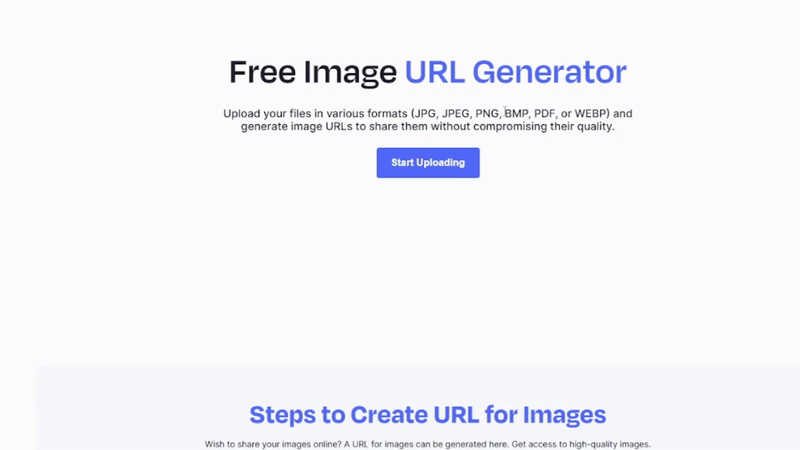 Free Image URL Generator
Upload your files in various formats (JPG, JPEG, PNG, BMP, PDF, or WEBP) and
generate image URLs to share them without compromising their quality.
Start Uploading
Steps to Create URL for Images
Wish to share your images online? A URL for images can be generated here. Get access to high-quality images.